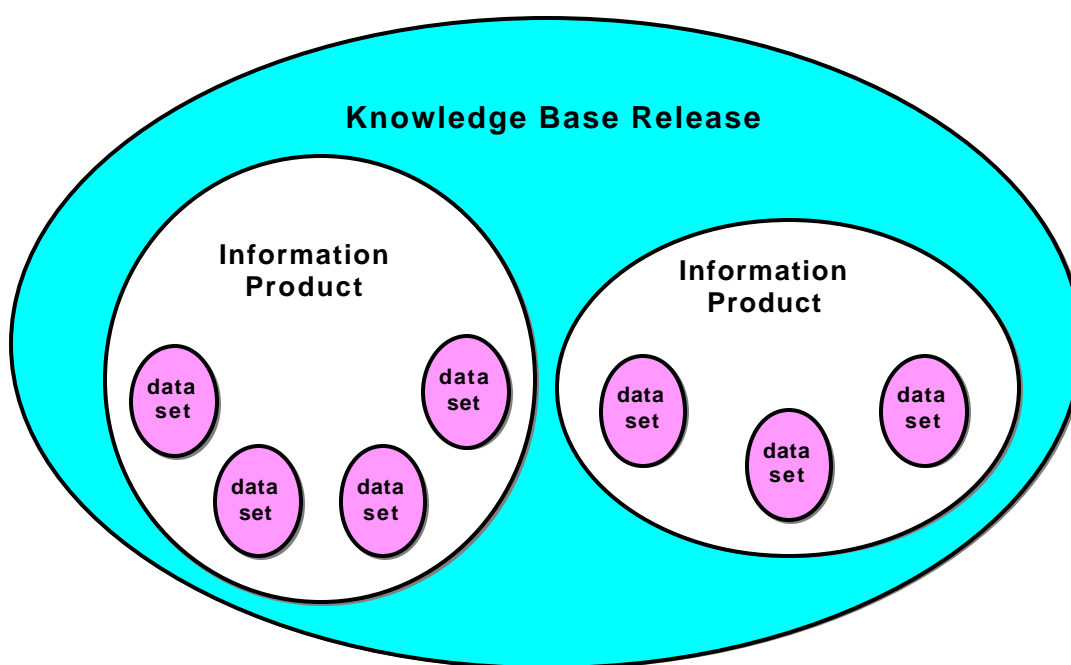 Knowledge Base Release
Information
Product
data
set
data
set
data
set
data
set
Information
Product
data
set
data
set
data
set